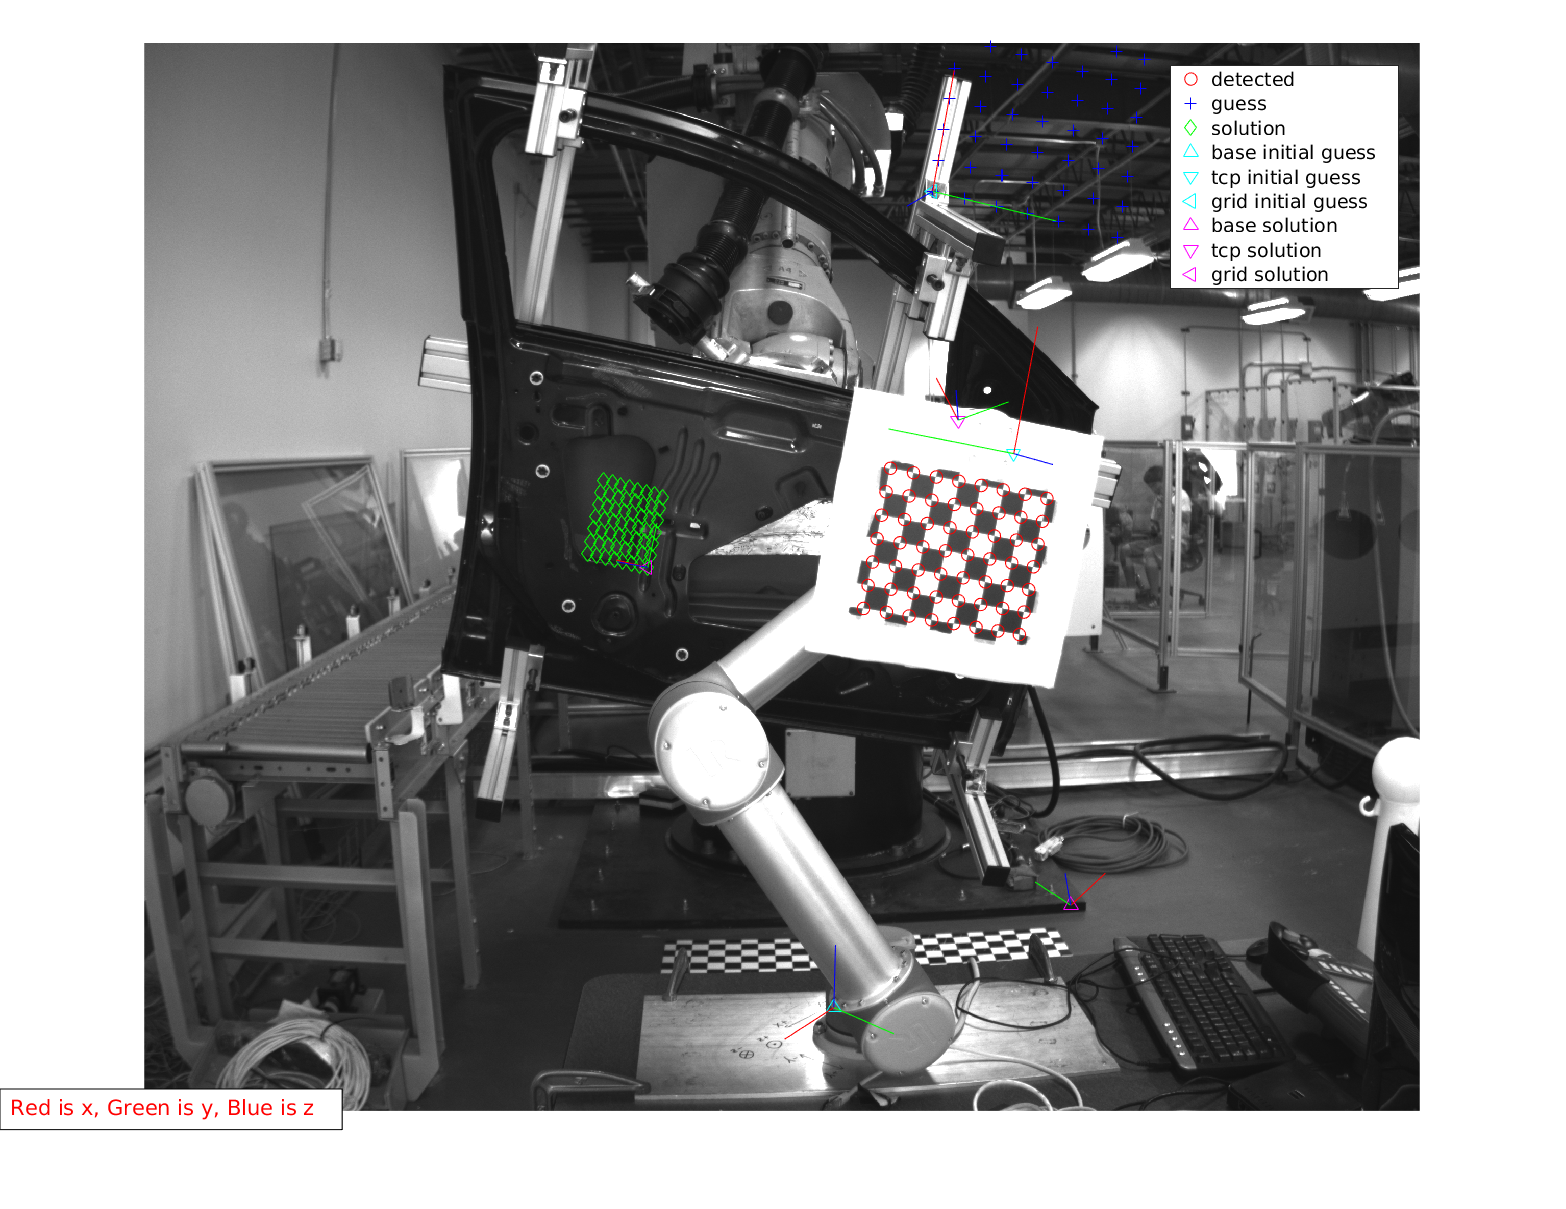 detected
guess
solution
base initial guess
tcp initial guess
grid initial guess
base solution
tcp solution
grid solution
Red is x, Green is y, Blue is z